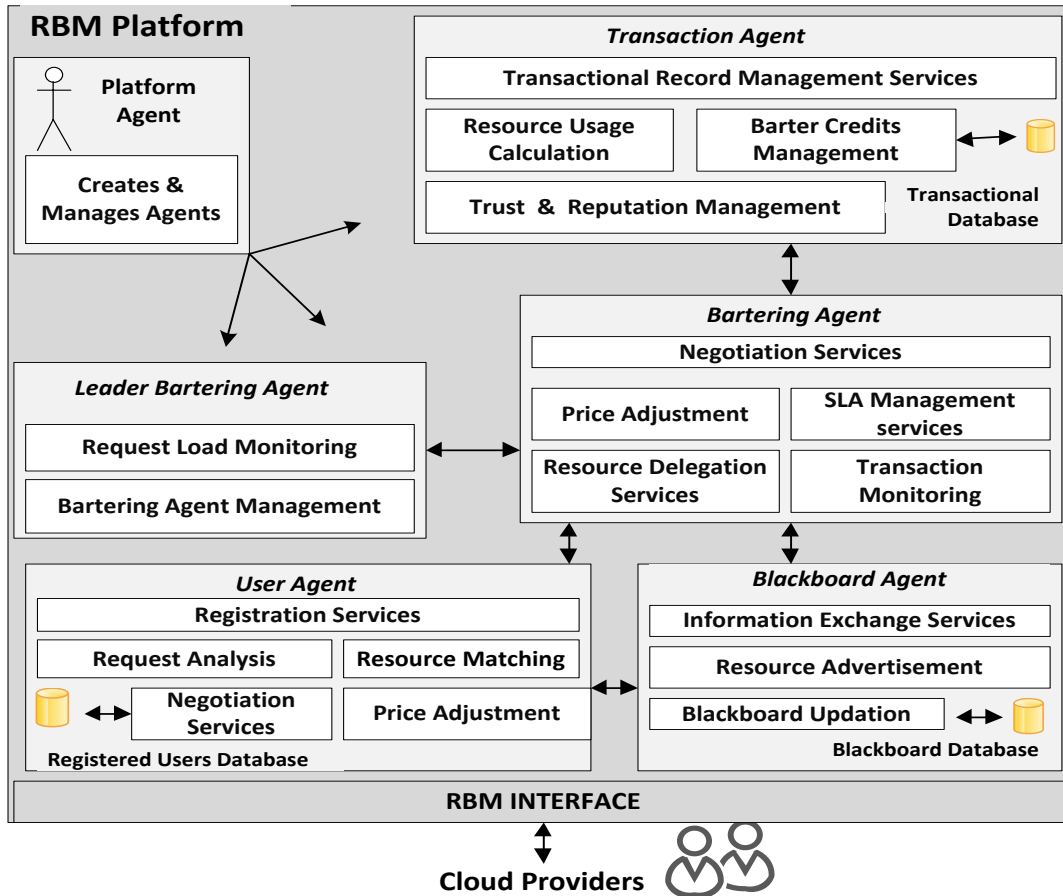 RBM Platform
Platform
Agent
Creates &
Manages Agents
Transaction Agent
Transactional Record Management Services
Resource Usage
Calculation
Barter Credits
Management
Trust & Reputation Management
Transactional
Database
Bartering Agent
Negotiation Services
Price Adjustment
SLA Management
services
Resource Delegation
Services
Transaction
Monitoring
Leader Bartering Agent
Request Load Monitoring
Bartering Agent Management
User Agent
Registration Services
Request Analysis
Resource Matching
Negotiation
Services
Price Adjustment
Registered Users Database
Blackboard Agent
Information Exchange Services
Resource Advertisement
Blackboard Updation
Blackboard Database
RBM INTERFACE
Cloud Providers